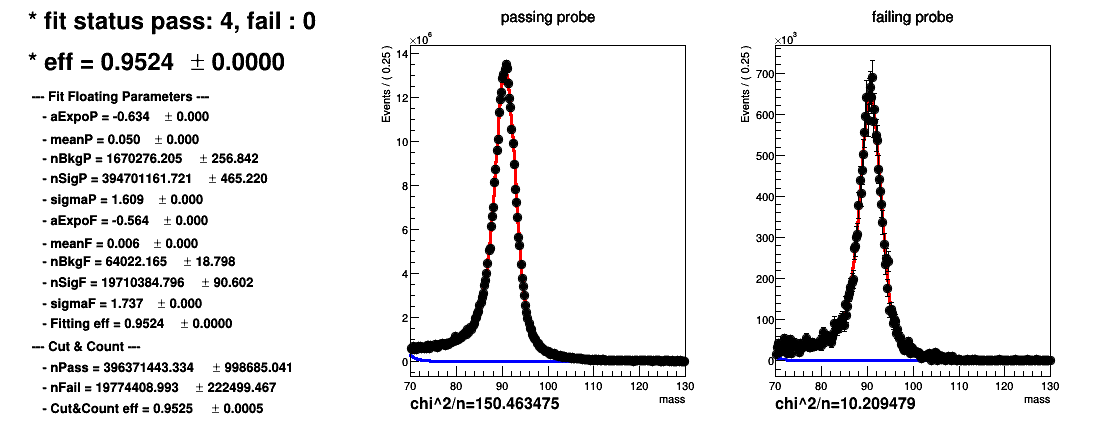 * fit status pass: 4, fail : 0
* eff = 0.9524 ± 0.0000
--- Fit Floating Parameters ---
- aExpoP = -0.634 ± 0.000
- meanP = 0.050 ± 0.000
- nBkgP = 1670276.205 ± 256.842
- nSigP = 394701161.721 ± 465.220
- sigmaP = 1.609 ± 0.000
- aExpoF = -0.564 ± 0.000
- meanF = 0.006 ± 0.000
- nBkgF = 64022.165 ± 18.798
- nSigF = 19710384.796 ± 90.602
- sigmaF = 1.737 ± 0.000
- Fitting eff = 0.9524 ± 0.0000
--- Cut & Count ---
- nPass = 396371443.334 ± 998685.041
- nFail = 19774408.993 ± 222499.467
- Cut&Count eff = 0.9525 ± 0.0005
passing probe
×10⁶
Events / ( 0.25 )
14
12
10
8
6
4
2
0
70 80 90 100 110 120 130
mass
chi^2/n=150.463475
failing probe
×10³
Events / ( 0.25 )
700
600
500
400
300
200
100
0
70 80 90 100 110 120 130
mass
chi^2/n=10.209479